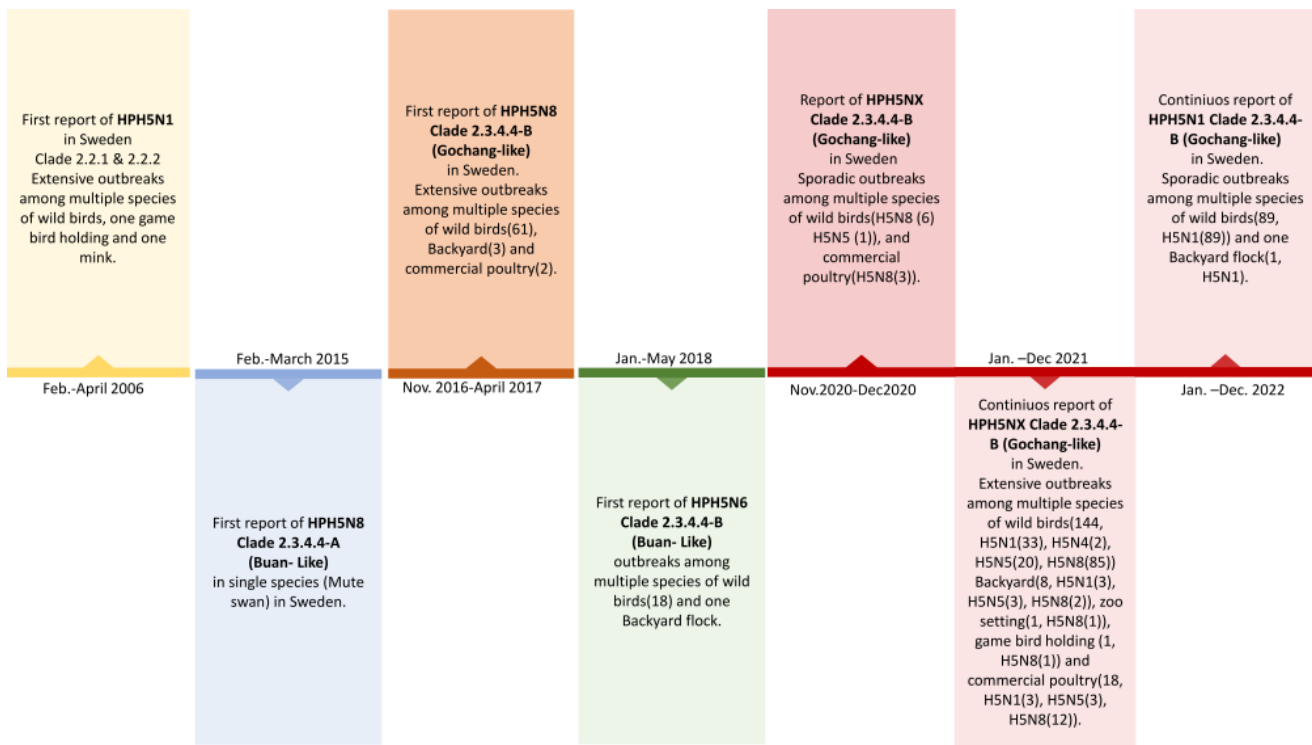 First report of HPH5N1
in Sweden
Clade 2.2.1 & 2.2.2
Extensive outbreaks
among multiple species
of wild birds, one game
bird holding and one
mink.
Feb.-April 2006
Feb.-March 2015
First report of HPH5N8
Clade 2.3.4.4-A
(Buan- Like)
in single species (Mute
swan) in Sweden.
First report of HPH5N8
Clade 2.3.4.4-B
(Gochang-like)
in Sweden.
Extensive outbreaks
among multiple species
of wild birds(61),
Backyard(3) and
commercial poultry(2).
Nov. 2016-April 2017
Jan.-May 2018
First report of HPH5N6
Clade 2.3.4.4-B
(Buan- Like)
outbreaks among
multiple species of wild
birds(18) and one
Backyard flock.
Report of HPH5NX
Clade 2.3.4.4-B
(Gochang-like)
in Sweden
Sporadic outbreaks
among multiple species
of wild birds(H5N8 (6)
H5N5 (1)), and
commercial
poultry(H5N8(3)).
Nov.2020-Dec2020
Jan. –Dec 2021
Continiuos report of
HPH5NX Clade 2.3.4.4-
B (Gochang-like)
in Sweden.
Extensive outbreaks
among multiple species
of wild birds(144,
H5N1(33), H5N4(2),
H5N5(20), H5N8(85))
Backyard(8, H5N1(3),
H5N5(3), H5N8(2)), zoo
setting(1, H5N8(1)),
game bird holding (1,
H5N8(1)) and
commercial poultry(18,
H5N1(3), H5N5(3),
H5N8(12)).
Continiuos report of
HPH5N1 Clade 2.3.4.4-
B (Gochang-like)
in Sweden.
Sporadic outbreaks
among multiple species
of wild birds(89,
H5N1(89)) and one
Backyard flock(1,
H5N1).
Jan. –Dec. 2022